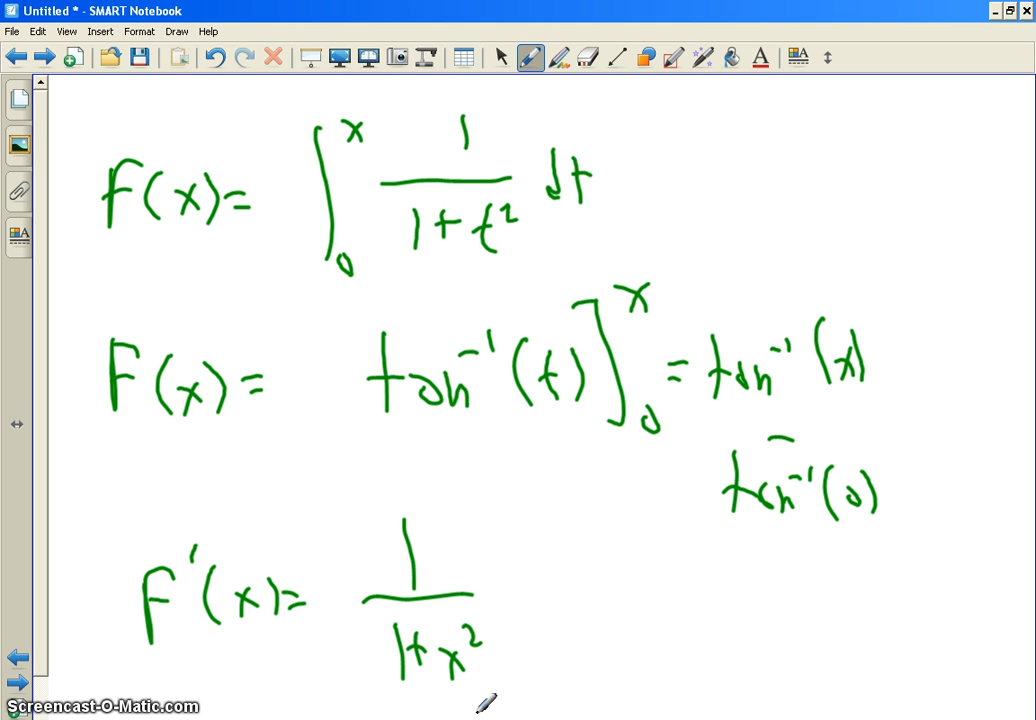 Untitled * - SMART Notebook
File Edit View Insert Format Draw Help
F(x)= ∫₀ˣ 1/(1+t²) dt
F(x)= tan⁻¹(t)]₀ˣ = tan⁻¹(x)
- tan⁻¹(0)
F'(x)= 1/(1+x²)
Screencast-O-Matic.com